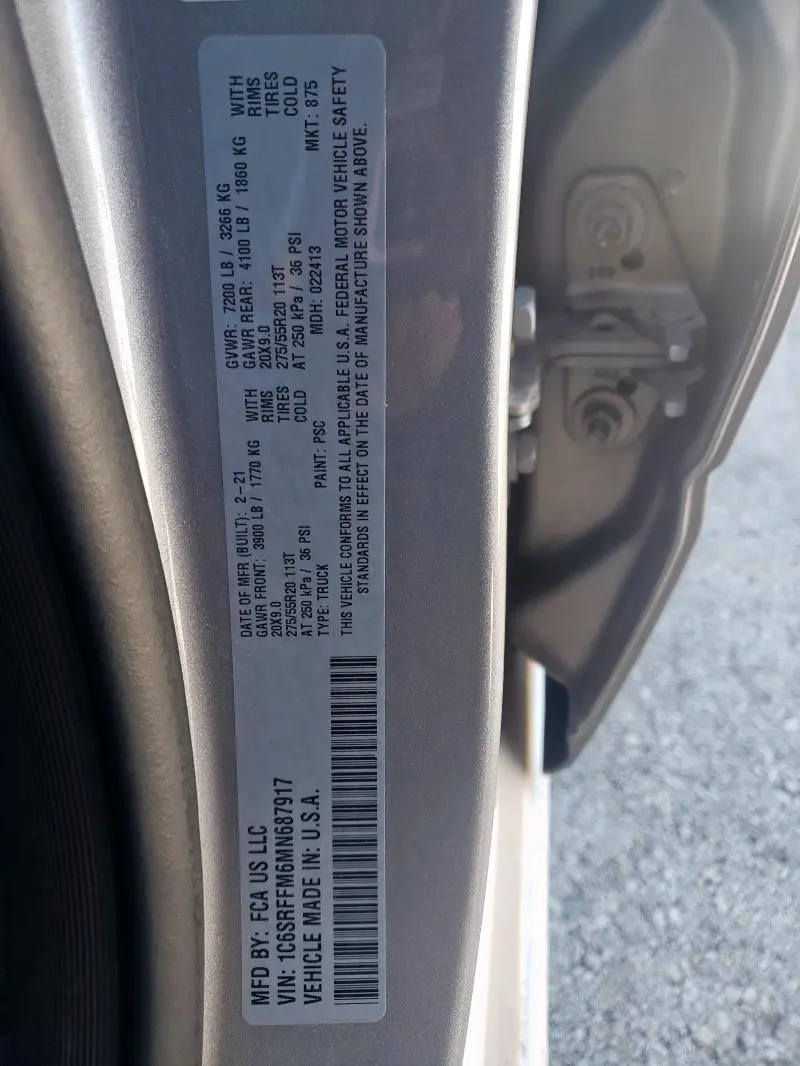 MFD BY: FCA US LLC
VIN: 1C6SRFFM6MN687917
VEHICLE MADE IN: U.S.A.
DATE OF MFR (BUILT): 2-21
GAWR FRONT: 3900 LB / 1770 KG WITH
20X9.0 RIMS
275/55R20 113T TIRES
AT 250 kPa / 36 PSI COLD
TYPE: TRUCK PAINT: PSC
GVWR: 7200 LB / 3266 KG
GAWR REAR: 4100 LB / 1860 KG WITH
20X9.0 RIMS
275/55R20 113T TIRES
AT 250 kPa / 36 PSI COLD
MDH: 022413 MKT: 875
THIS VEHICLE CONFORMS TO ALL APPLICABLE U.S.A. FEDERAL MOTOR VEHICLE SAFETY
STANDARDS IN EFFECT ON THE DATE OF MANUFACTURE SHOWN ABOVE.